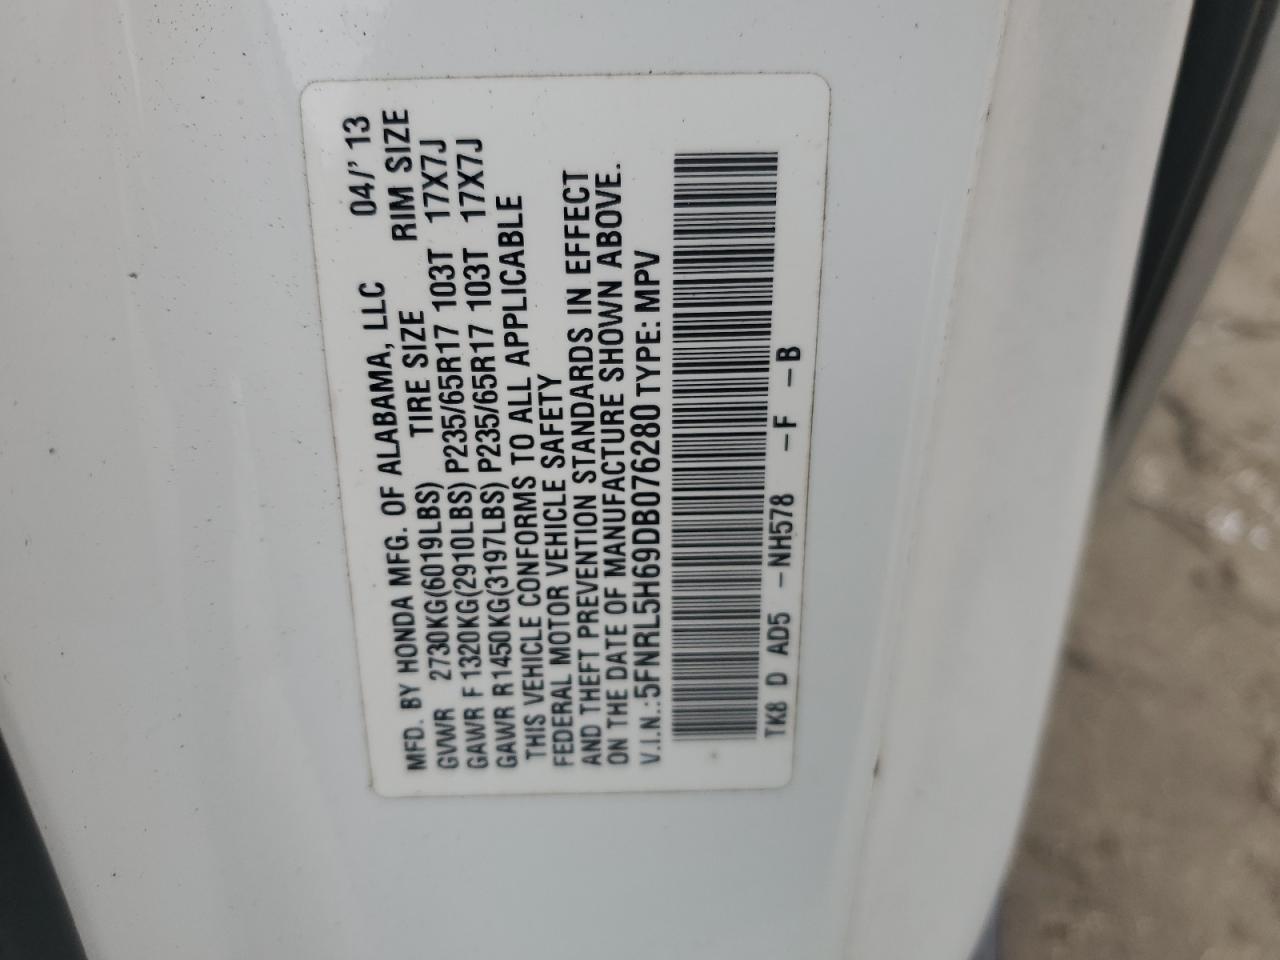 MFD. BY HONDA MFG. OF ALABAMA, LLC 04/'13
GVWR 2730KG(6019LBS) TIRE SIZE RIM SIZE
GAWR F 1320KG(2910LBS) P235/65R17 103T 17X7J
GAWR R 1450KG(3197LBS) P235/65R17 103T 17X7J
THIS VEHICLE CONFORMS TO ALL APPLICABLE
FEDERAL MOTOR VEHICLE SAFETY
AND THEFT PREVENTION STANDARDS IN EFFECT
ON THE DATE OF MANUFACTURE SHOWN ABOVE.
V.I.N.:5FNRL5H69DB076280 TYPE: MPV
TK8 D AD5 -NH578 -F -B